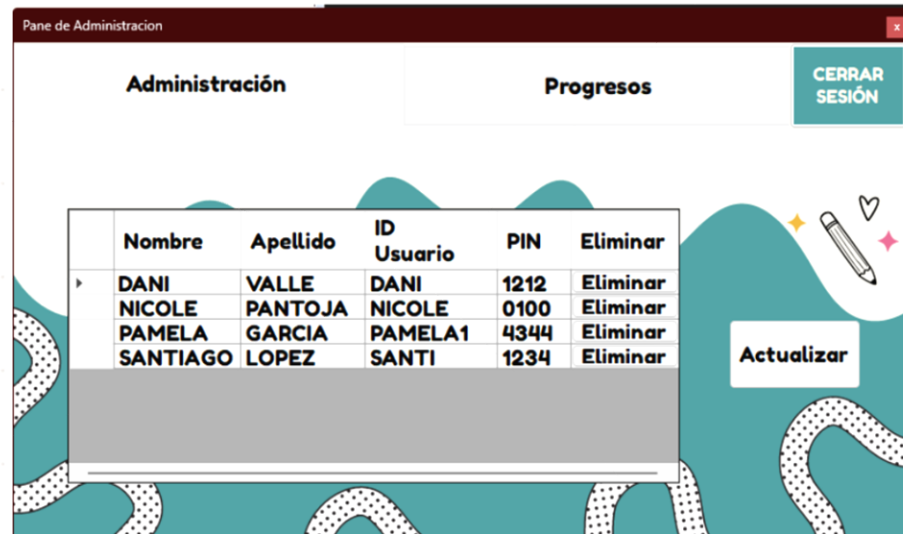 Pane de Administracion
x
Administración
Progresos
CERRAR
SESIÓN
Nombre Apellido ID Usuario PIN Eliminar
DANI VALLE DANI 1212 Eliminar
NICOLE PANTOJA NICOLE 0100 Eliminar
PAMELA GARCIA PAMELA1 4344 Eliminar
SANTIAGO LOPEZ SANTI 1234 Eliminar
Actualizar